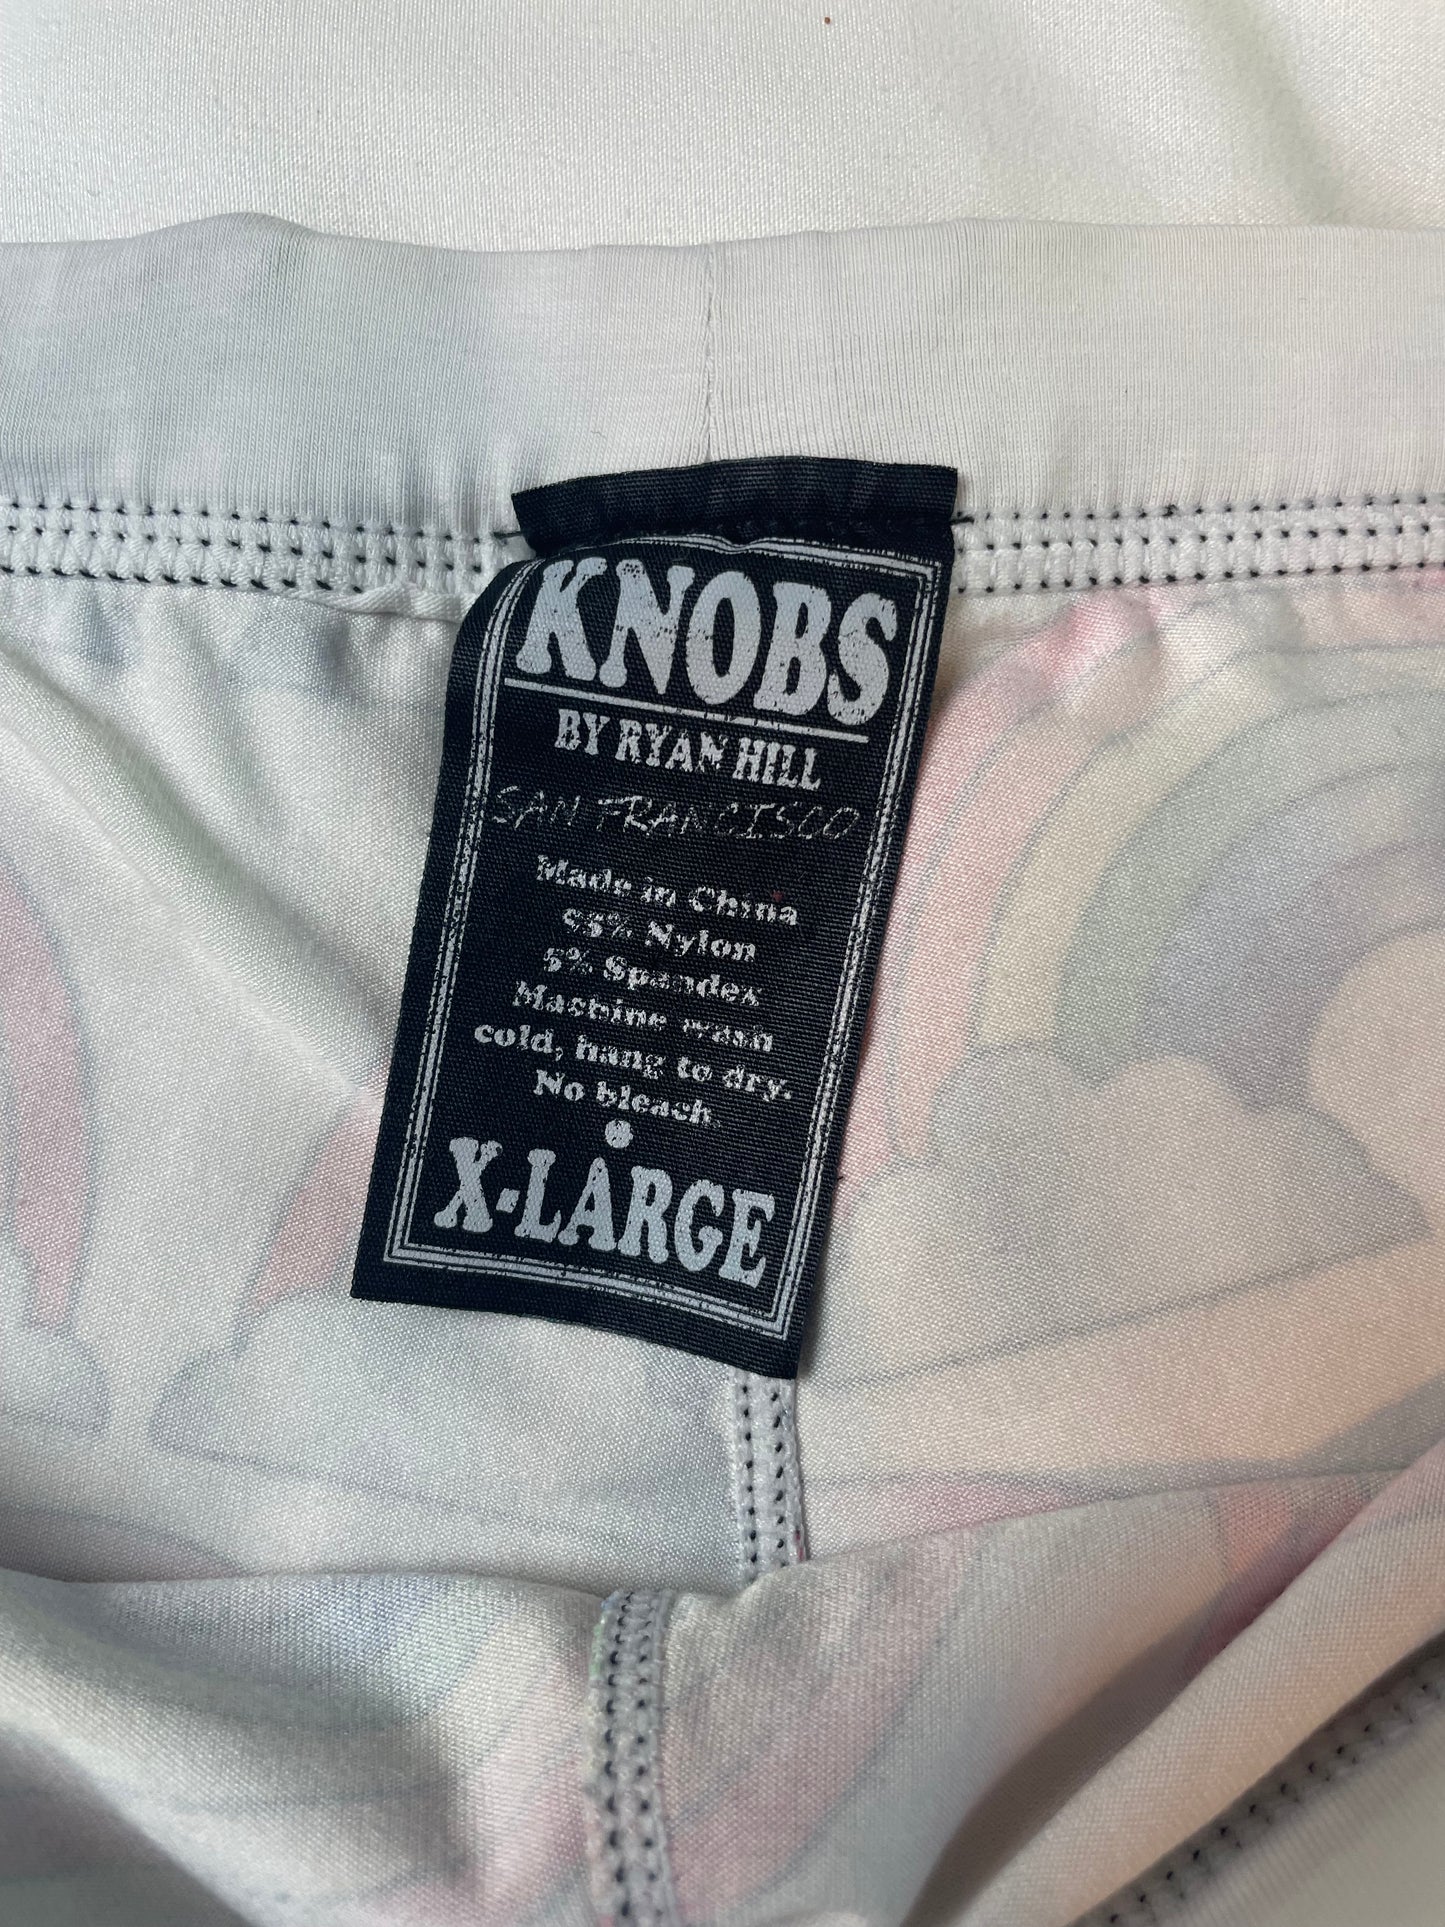 KNOBS
BY RYAN HILL
SAN FRANCISCO
Made in China
95% Nylon
5% Spandex
Machine wash
cold, hang to dry.
No bleach.
X-LARGE